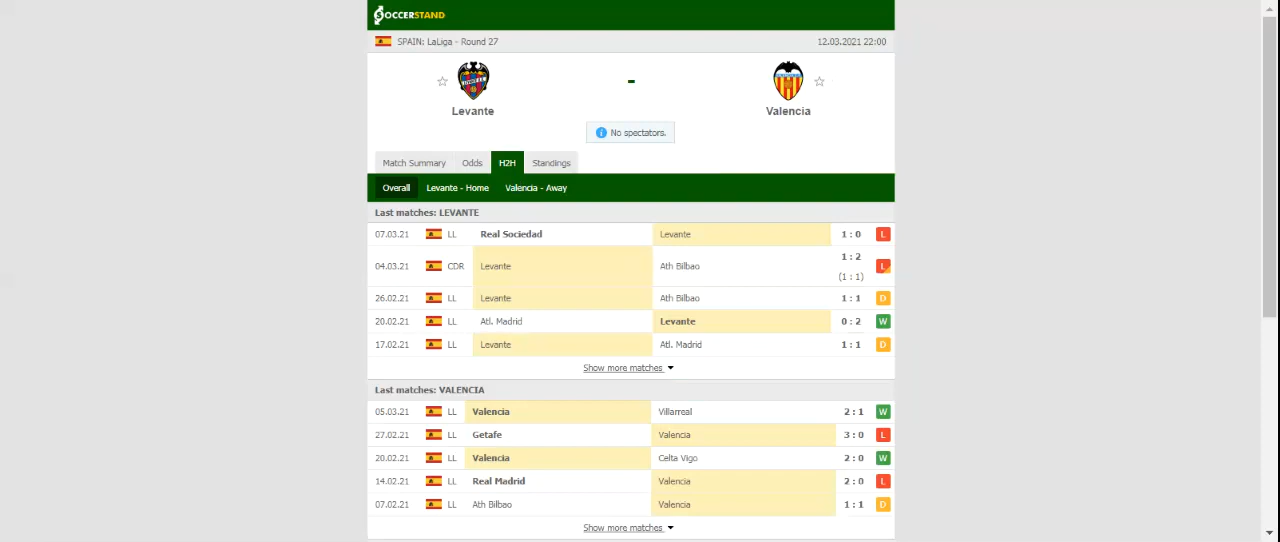 SOCCERSTAND
SPAIN: LaLiga - Round 27 12.03.2021 22:00
-
Levante Valencia
No spectators.
Match Summary Odds H2H Standings
Overall Levante - Home Valencia - Away
Last matches: LEVANTE
07.03.21 LL Real Sociedad Levante 1 : 0 L
04.03.21 CDR Levante Ath Bilbao 1 : 2 (1 : 1) L
26.02.21 LL Levante Ath Bilbao 1 : 1 D
20.02.21 LL Atl. Madrid Levante 0 : 2 W
17.02.21 LL Levante Atl. Madrid 1 : 1 D
Show more matches
Last matches: VALENCIA
05.03.21 LL Valencia Villarreal 2 : 1 W
27.02.21 LL Getafe Valencia 3 : 0 L
20.02.21 LL Valencia Celta Vigo 2 : 0 W
14.02.21 LL Real Madrid Valencia 2 : 0 L
07.02.21 LL Ath Bilbao Valencia 1 : 1 D
Show more matches